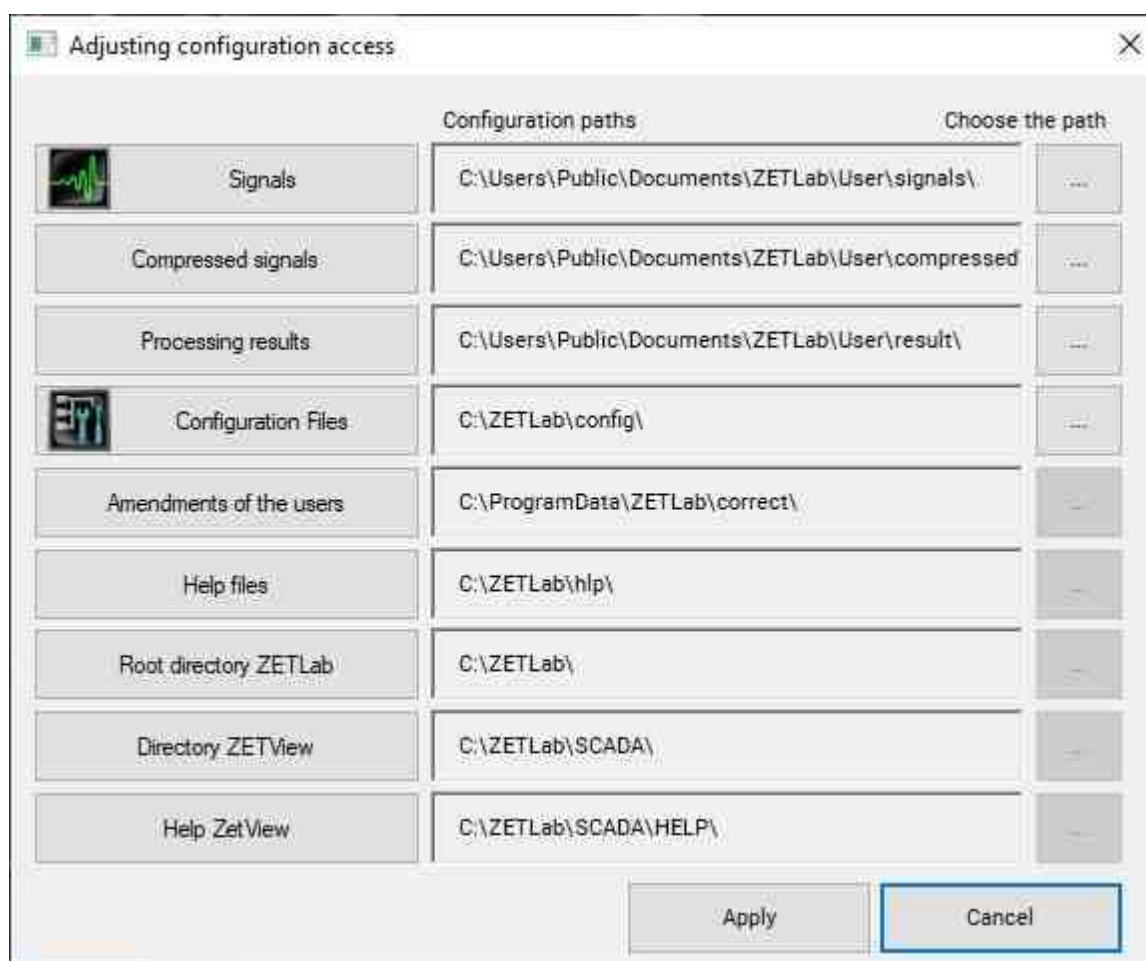 Adjusting configuration access
Configuration paths Choose the path
Signals C:\Users\Public\Documents\ZETLab\User\signals\ ...
Compressed signals C:\Users\Public\Documents\ZETLab\User\compressed ...
Processing results C:\Users\Public\Documents\ZETLab\User\result\ ...
Configuration Files C:\ZETLab\config\ ...
Amendments of the users C:\ProgramData\ZETLab\correct\ ...
Help files C:\ZETLab\hlp\ ...
Root directory ZETLab C:\ZETLab\ ...
Directory ZETView C:\ZETLab\SCADA\ ...
Help ZetView C:\ZETLab\SCADA\HELP\ ...
Apply Cancel